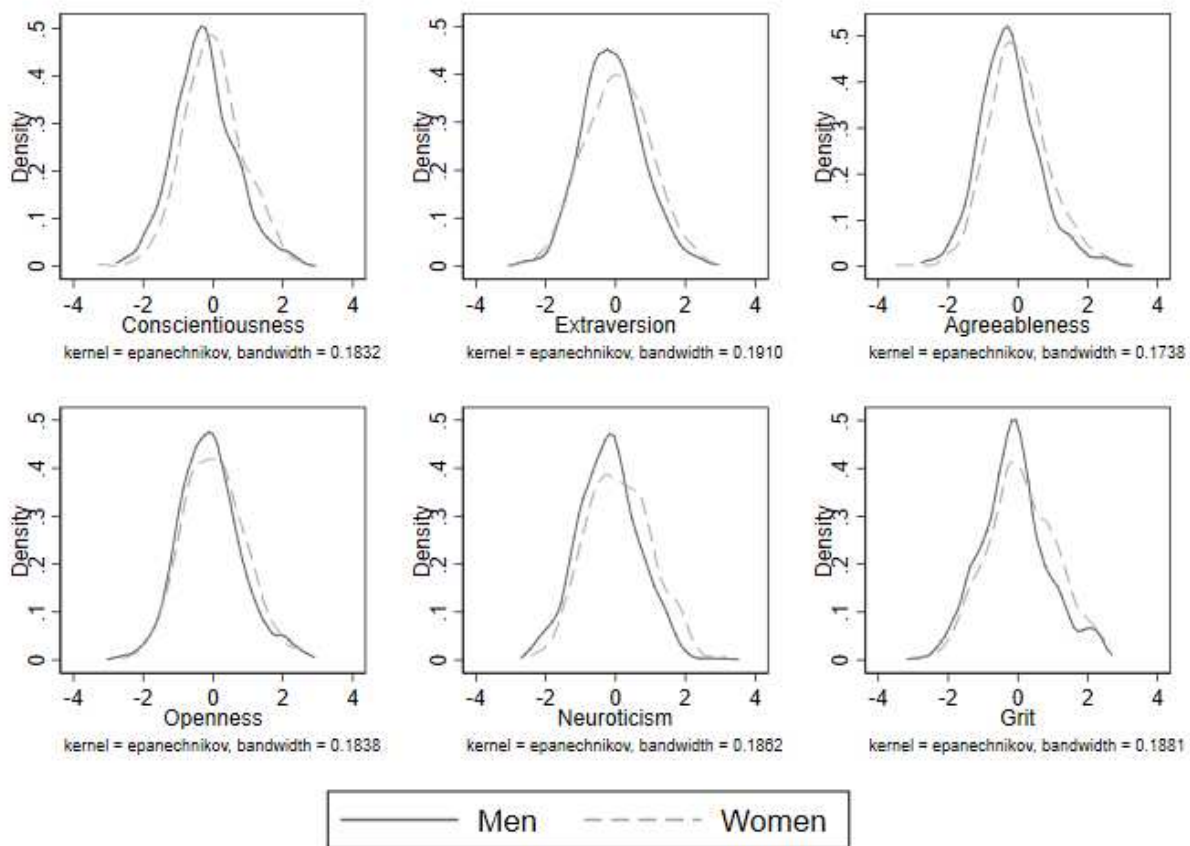 Density
.5
.4
.3
.2
.1
0
-4 -2 0 2 4
Conscientiousness
kernel = epanechnikov, bandwidth = 0.1832
Density
.5
.4
.3
.2
.1
0
-4 -2 0 2 4
Extraversion
kernel = epanechnikov, bandwidth = 0.1910
Density
.5
.4
.3
.2
.1
0
-4 -2 0 2 4
Agreeableness
kernel = epanechnikov, bandwidth = 0.1738
Density
.5
.4
.3
.2
.1
0
-4 -2 0 2 4
Openness
kernel = epanechnikov, bandwidth = 0.1838
Density
.5
.4
.3
.2
.1
0
-4 -2 0 2 4
Neuroticism
kernel = epanechnikov, bandwidth = 0.1862
Density
.5
.4
.3
.2
.1
0
-4 -2 0 2 4
Grit
kernel = epanechnikov, bandwidth = 0.1881
Men Women